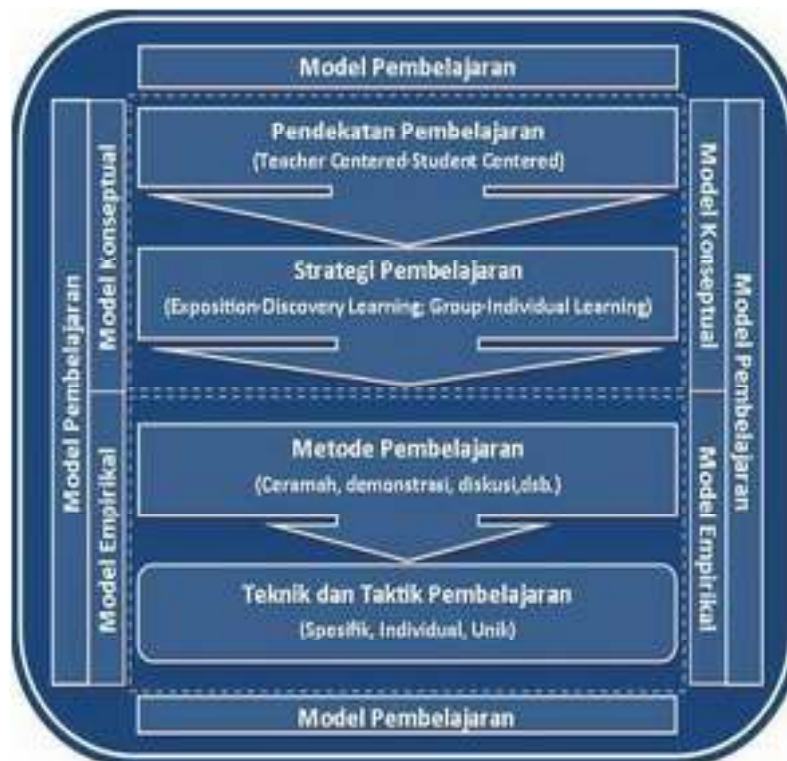 Model Pembelajaran
Pendekatan Pembelajaran
(Teacher Centered-Student Centered)
Strategi Pembelajaran
(Exposition-Discovery Learning; Group-Individual Learning)
Metode Pembelajaran
(Ceramah, demonstrasi, diskusi,dsb.)
Teknik dan Taktik Pembelajaran
(Spesifik, Individual, Unik)
Model Pembelajaran
Model Pembelajaran
Model Konseptual
Model Empirikal
Model Konseptual
Model Empirikal
Model Pembelajaran